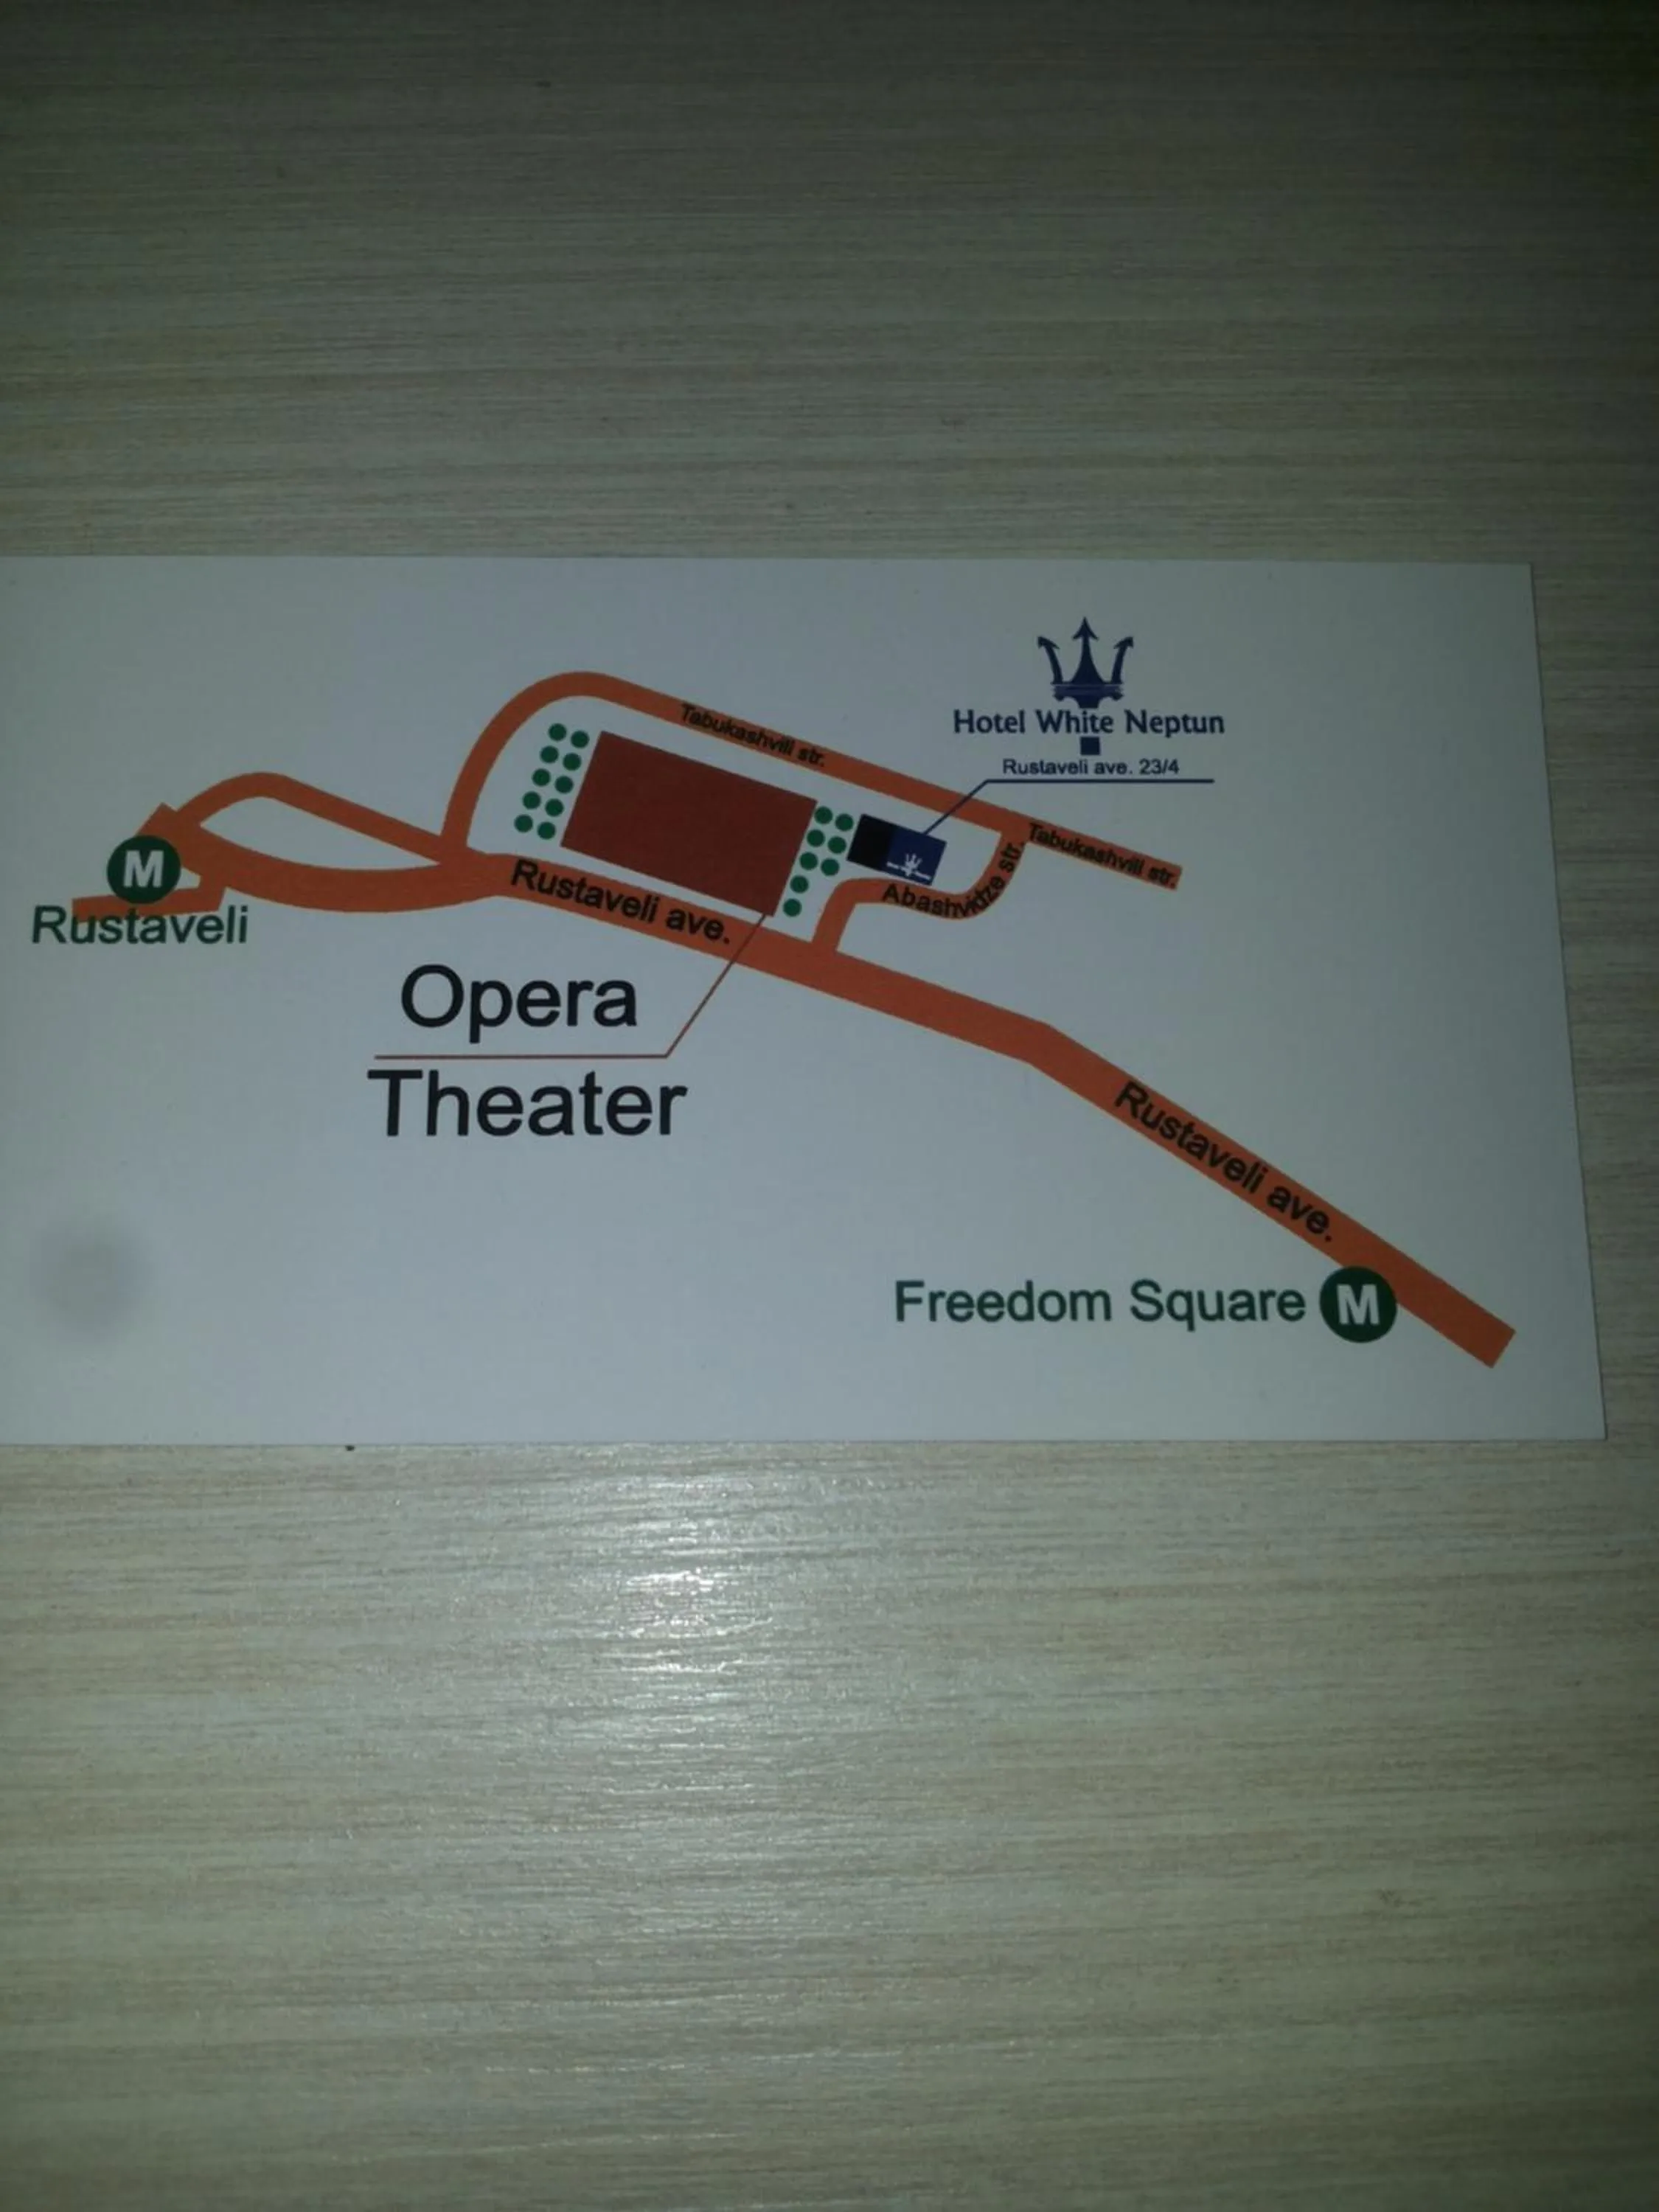 Hotel White Neptun
Rustaveli ave. 23/4
Tabukashvili str.
Tabukashvili str.
Abashvidze str.
M
Rustaveli
Rustaveli ave.
Opera
Theater
Rustaveli ave.
Freedom Square M